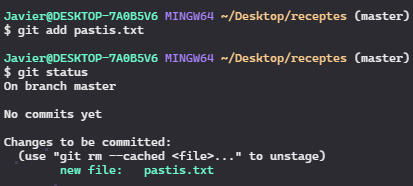 Javier@DESKTOP-7A0B5V6 MINGW64 ~/Desktop/receptes (master)
$ git add pastis.txt
Javier@DESKTOP-7A0B5V6 MINGW64 ~/Desktop/receptes (master)
$ git status
On branch master
No commits yet
Changes to be committed:
(use "git rm --cached <file>..." to unstage)
new file: pastis.txt